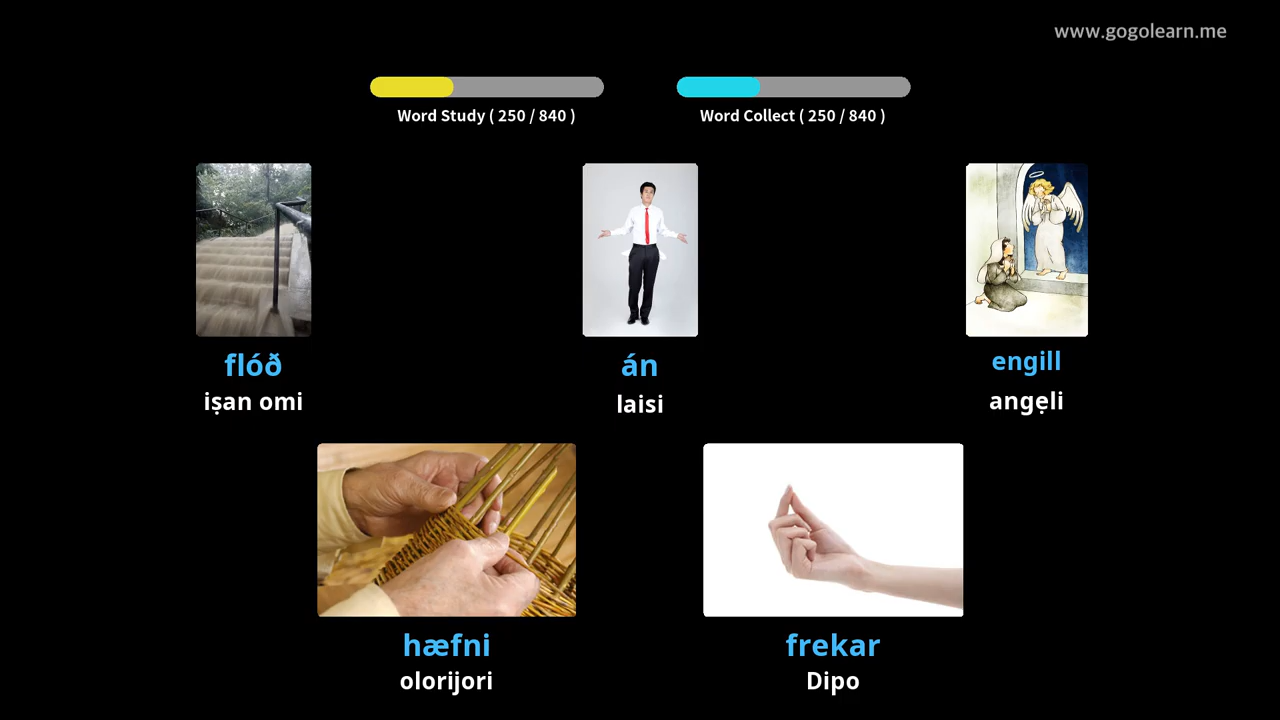 www.gogolearn.me
Word Study ( 250 / 840 )
Word Collect ( 250 / 840 )
flóð
iṣan omi
án
laisi
engill
angẹli
hæfni
olorijori
frekar
Dipo